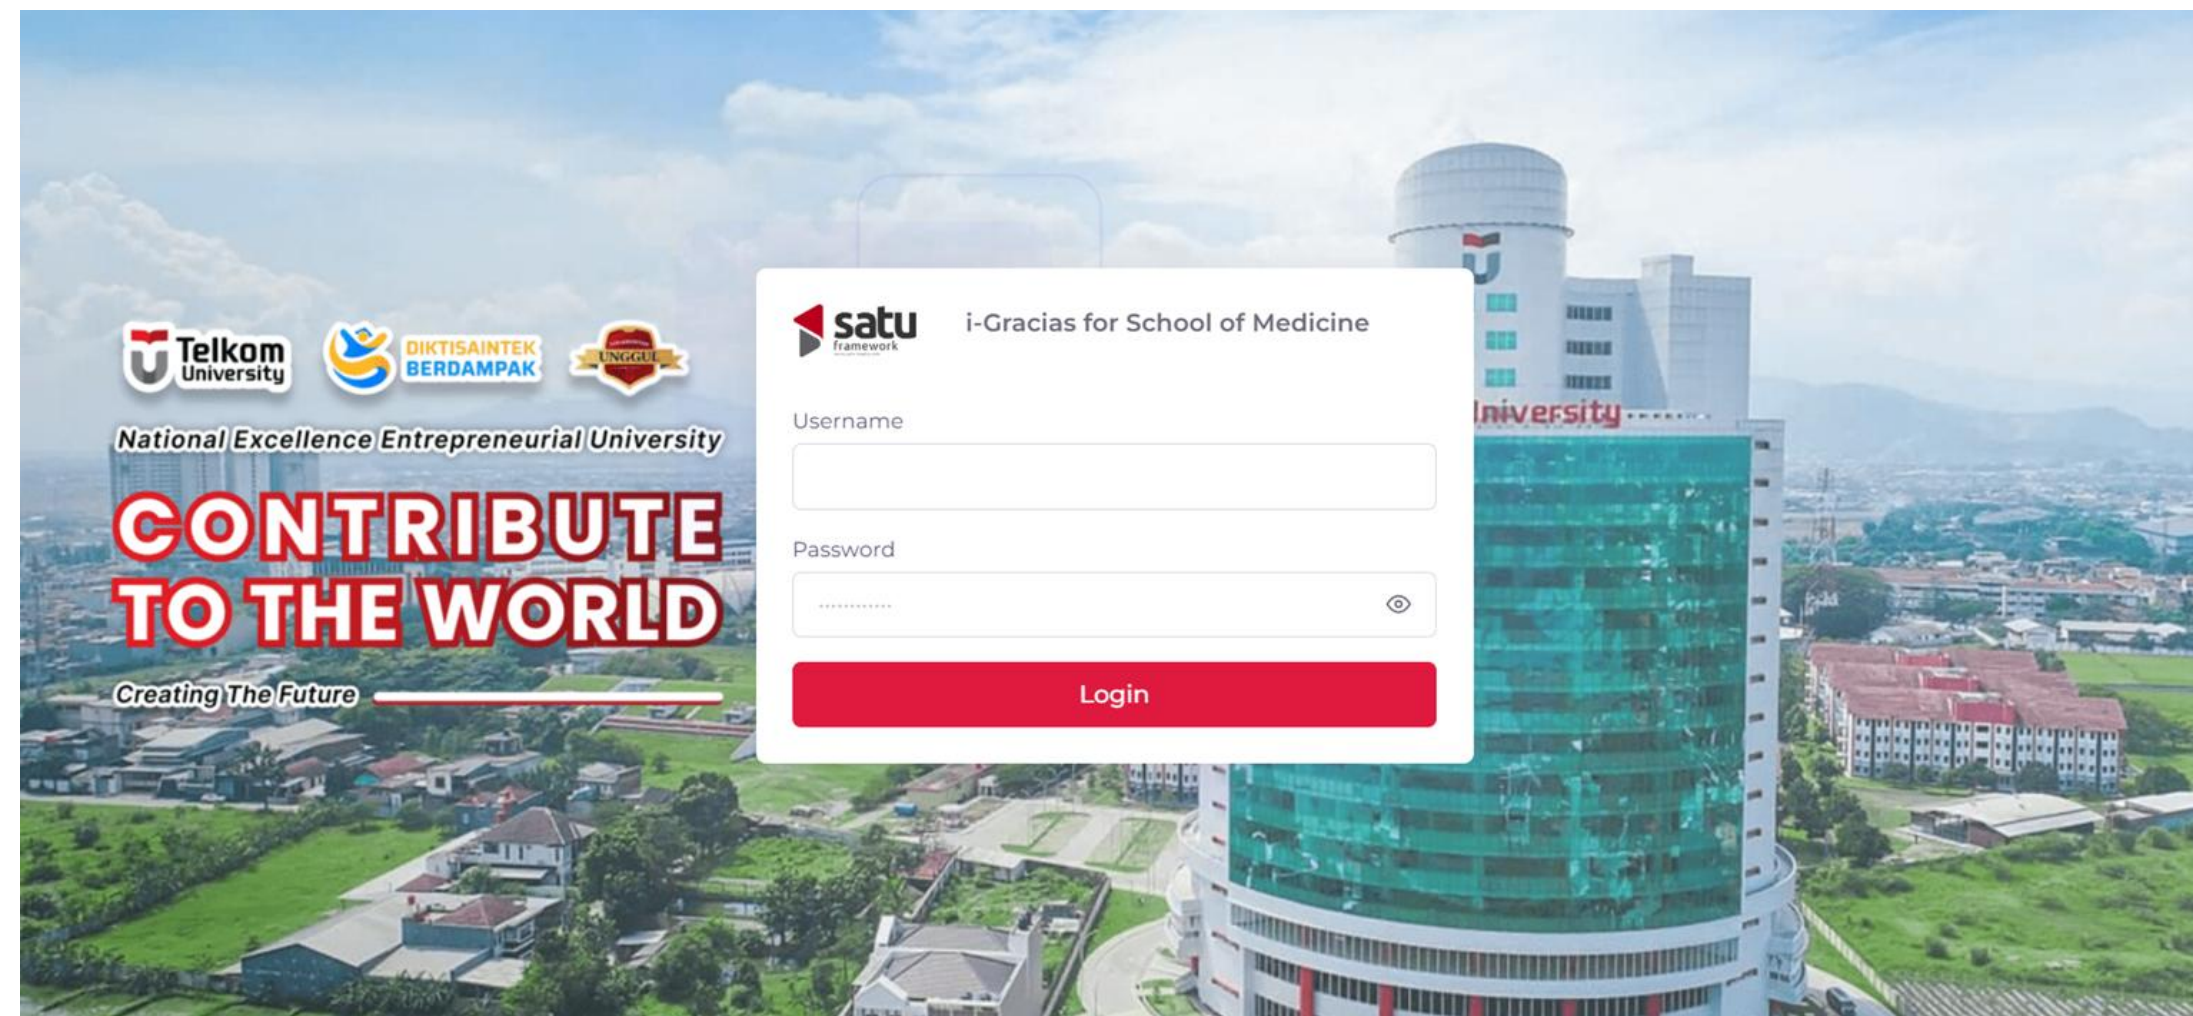 Telkom
University
DIKTISAINTEK
BERDAMPAK
UNGGUL
National Excellence Entrepreneurial University
CONTRIBUTE
TO THE WORLD
Creating The Future
satu
framework
i-Gracias for School of Medicine
Username
Password
Login
University